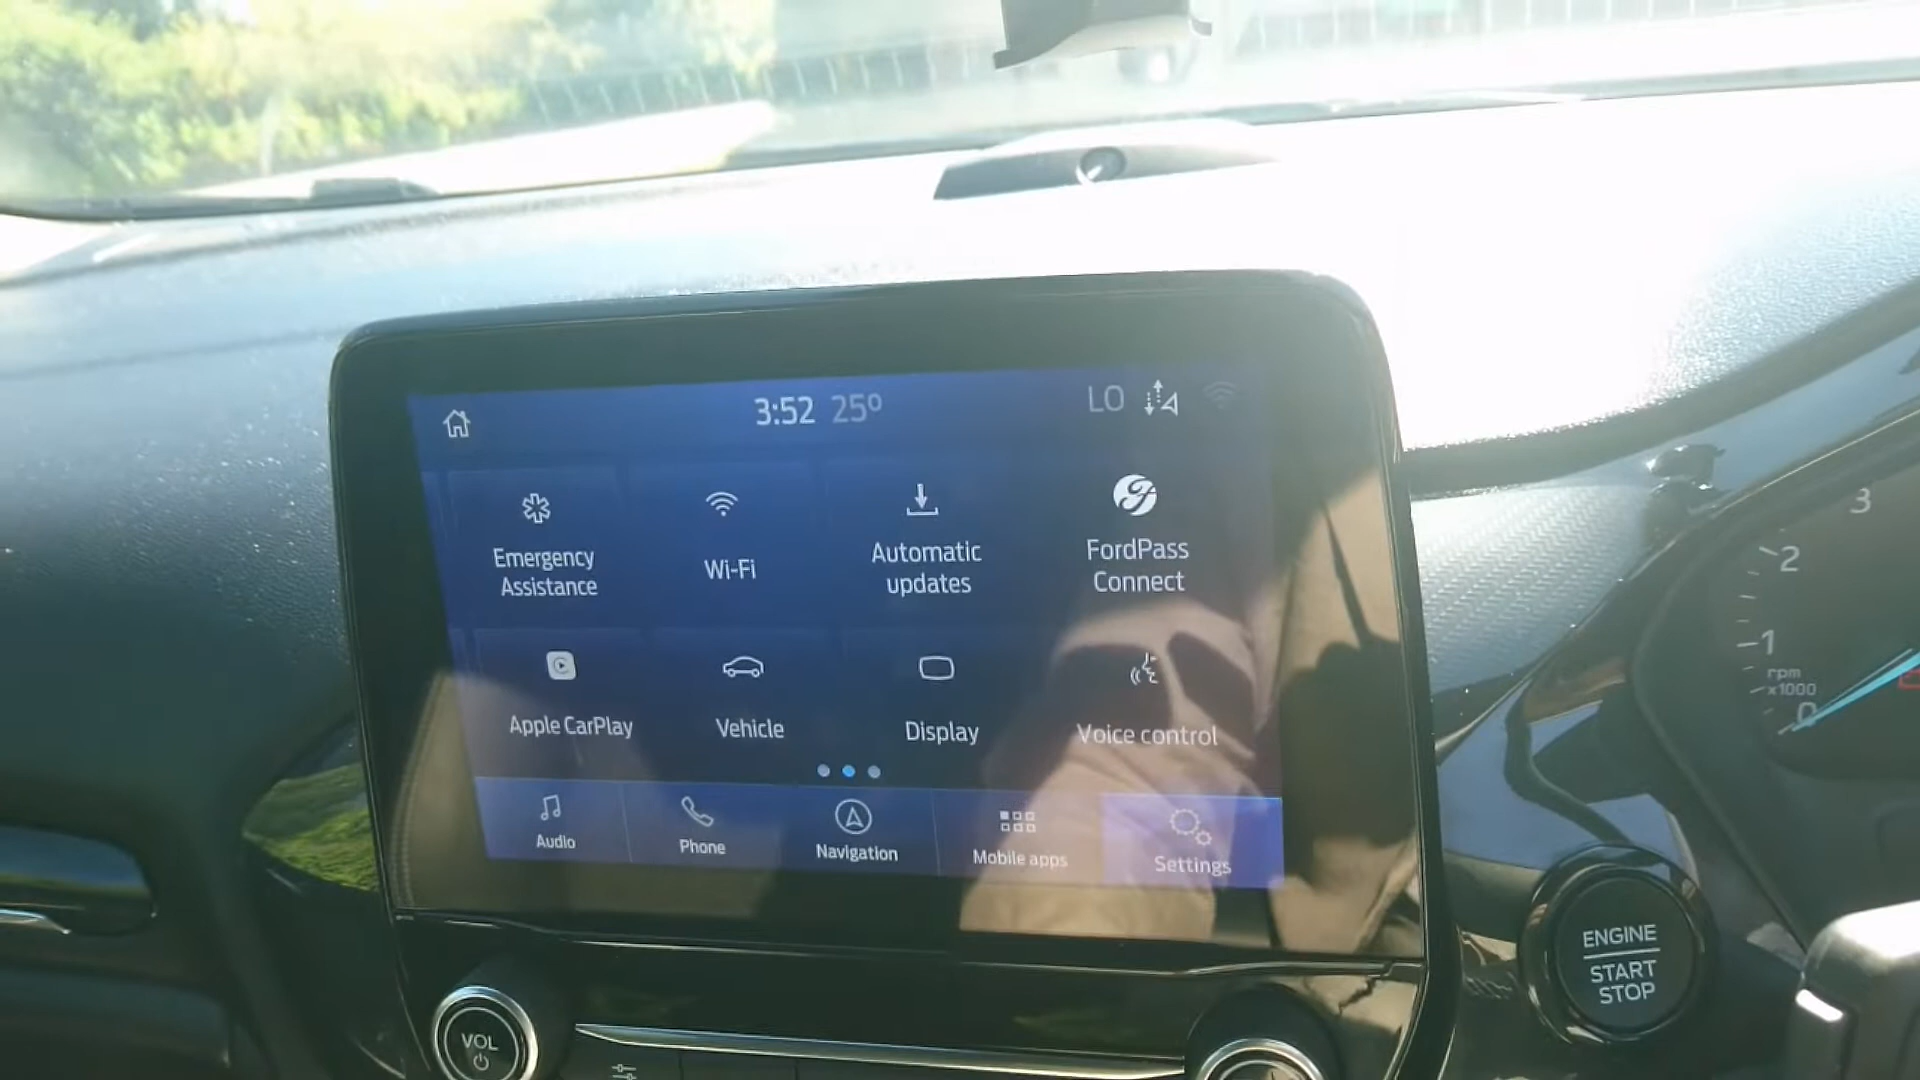 3:52 25º
LO
Emergency
Assistance
Wi-Fi
Automatic
updates
FordPass
Connect
Apple CarPlay
Vehicle
Display
Voice control
Audio
Phone
Navigation
Mobile apps
Settings
VOL
ENGINE
START
STOP
3
2
1
rpm
x1000
0